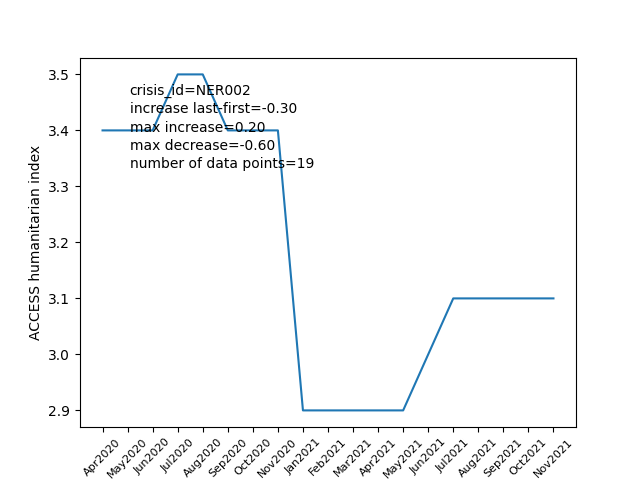 crisis_id=NER002
increase last-first=-0.30
max increase=0.20
max decrease=-0.60
number of data points=19
ACCESS humanitarian index
3.5
3.4
3.3
3.2
3.1
3.0
2.9
Apr2020 May2020 Jun2020 Jul2020 Aug2020 Sep2020 Oct2020 Nov2020 Jan2021 Feb2021 Mar2021 Apr2021 May2021 Jun2021 Jul2021 Aug2021 Sep2021 Oct2021 Nov2021